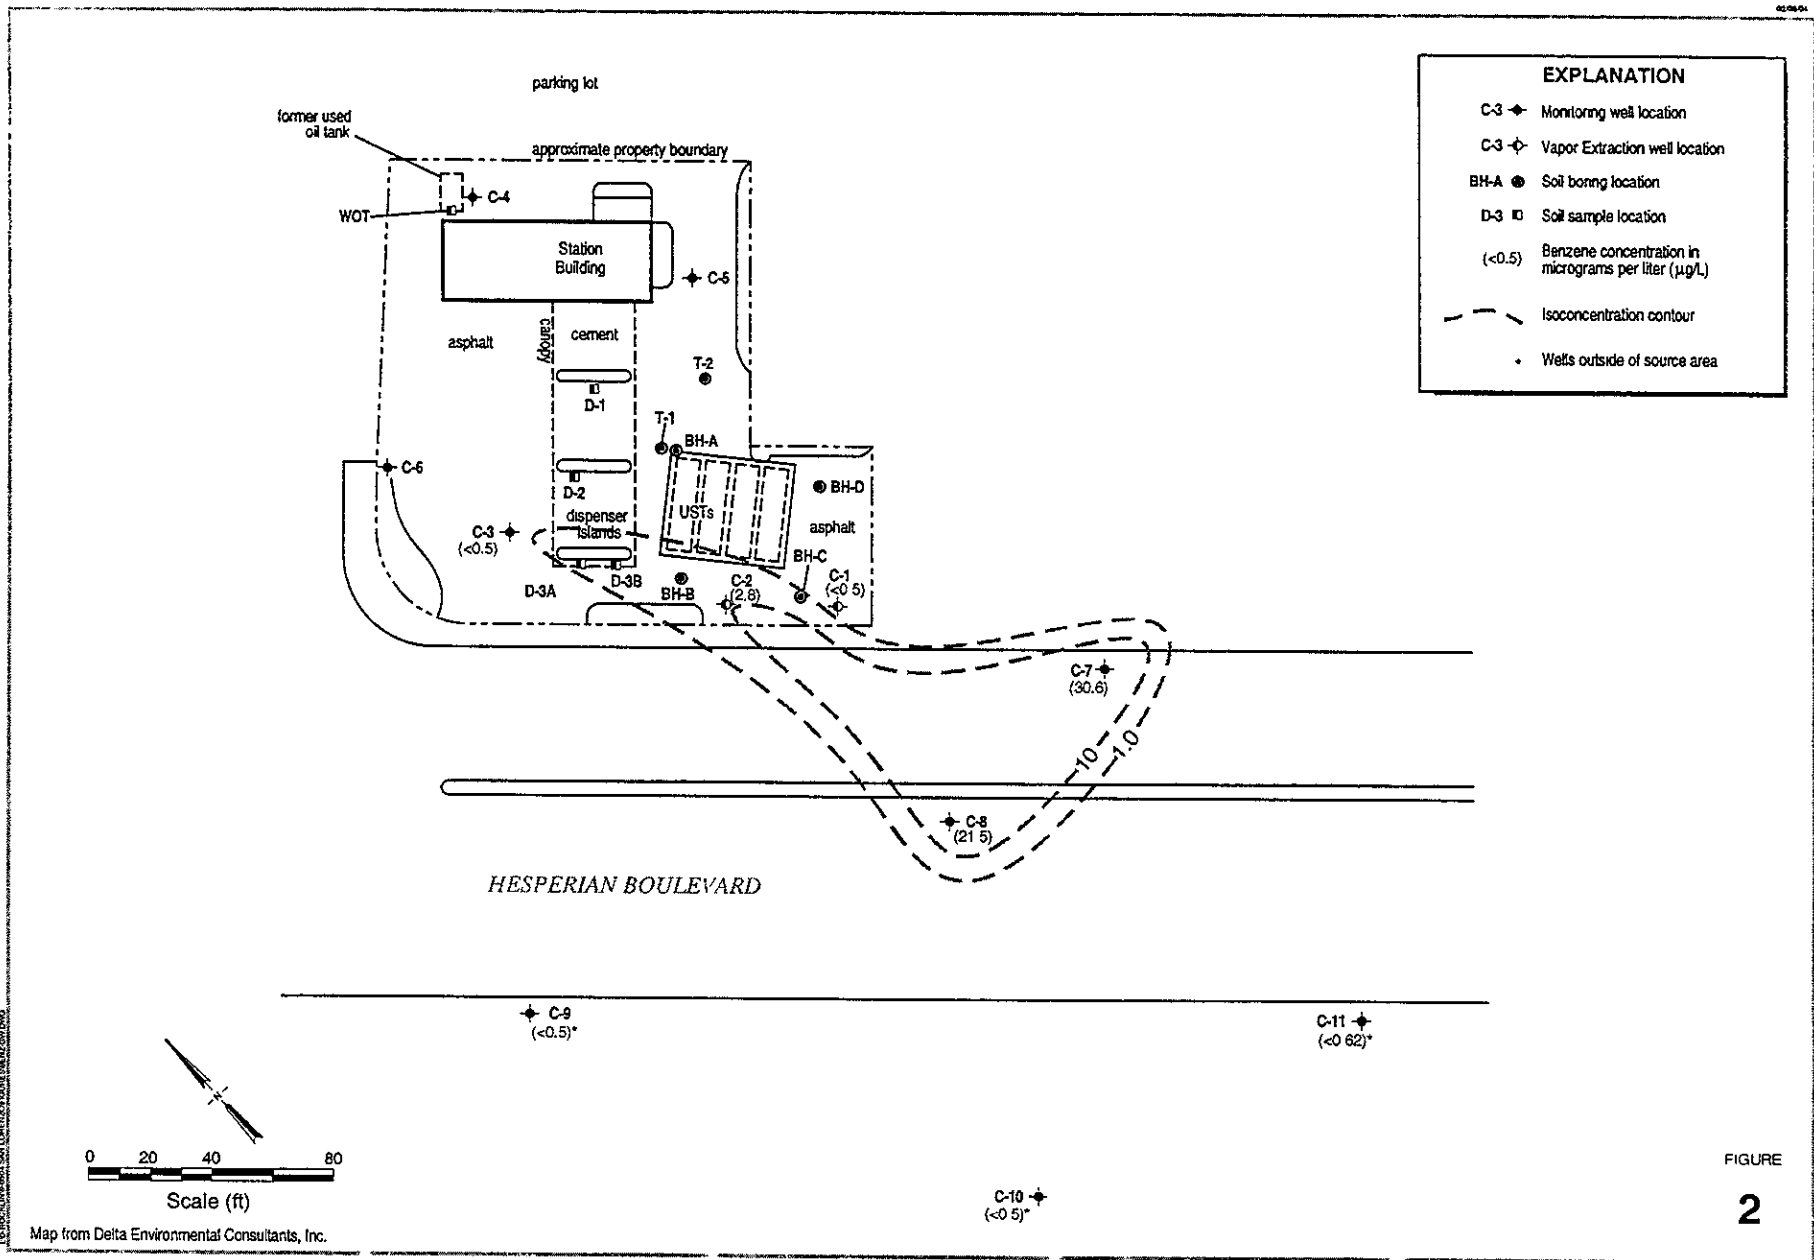 parking lot
former used
oil tank
approximate property boundary
C-4
WOT
Station
Building
C-5
asphalt
canopy
cement
T-2
D-1
T-1
BH-A
C-6
D-2
BH-D
USTs
dispenser
islands
asphalt
C-3
(<0.5)
BH-C
D-3A
D-3B
BH-B
C-2
(2.8)
C-1
(<0 5)
C-7
(30.6)
10
1.0
C-8
(21 5)
HESPERIAN BOULEVARD
C-9
(<0.5)*
C-11
(<0 62)*
C-10
(<0 5)*
EXPLANATION
C-3 Monitoring well location
C-3 Vapor Extraction well location
BH-A Soil boring location
D-3 Soil sample location
(<0.5) Benzene concentration in
micrograms per liter (µg/L)
Isoconcentration contour
* Wells outside of source area
N
0 20 40 80
Scale (ft)
Map from Delta Environmental Consultants, Inc.
FIGURE
2